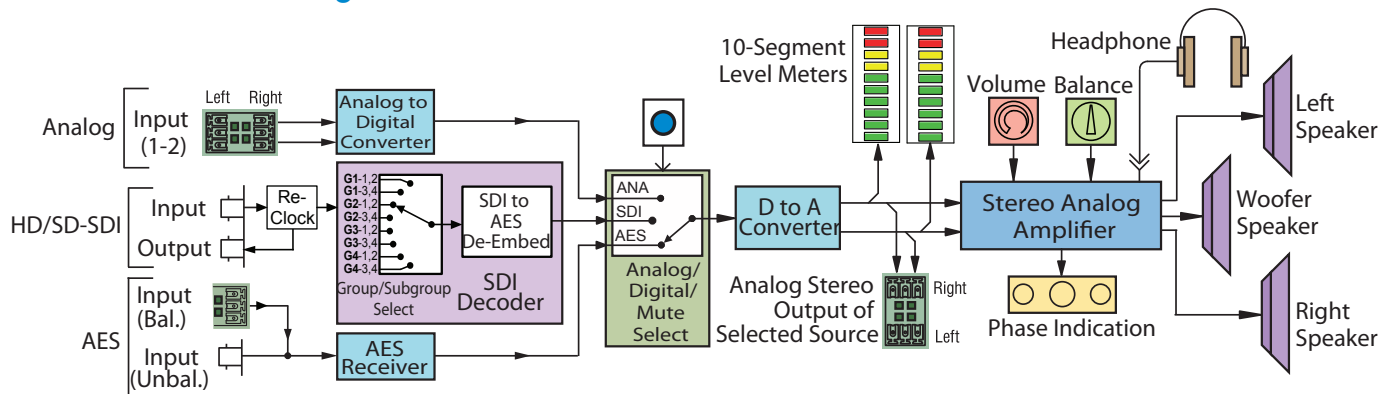 Analog
Input
(1-2)
Left Right
Analog to
Digital
Converter
HD/SD-SDI
Input
Output
Re-
Clock
G1-1,2
G1-3,4
G2-1,2
G2-3,4
G3-1,2
G3-3,4
G4-1,2
G4-3,4
Group/Subgroup
Select
SDI to
AES
De-Embed
SDI
Decoder
AES
Input
(Bal.)
Input
(Unbal.)
AES
Receiver
ANA
SDI
AES
Analog/
Digital/
Mute
Select
D to A
Converter
10-Segment
Level Meters
Analog Stereo
Output of
Selected Source
Right
Left
Volume
Balance
Headphone
Stereo Analog
Amplifier
Phase Indication
Left
Speaker
Woofer
Speaker
Right
Speaker